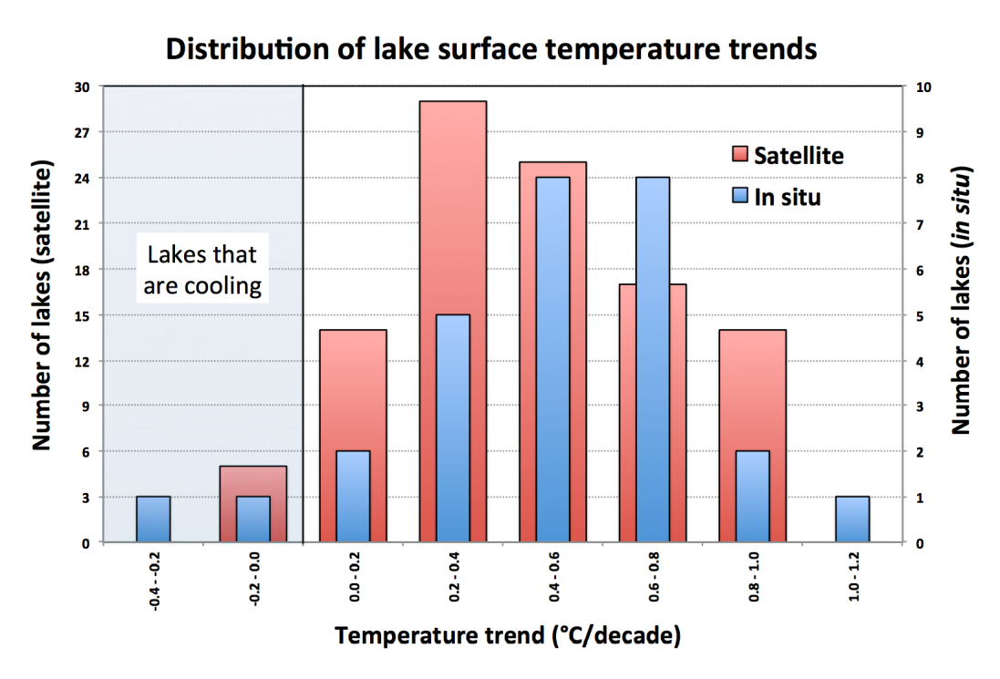 Distribution of lake surface temperature trends
30
27
24
21
18
15
12
9
6
3
0
Number of lakes (satellite)
10
9
8
7
6
5
4
3
2
1
0
Number of lakes (in situ)
Satellite
In situ
Lakes that
are cooling
-0.4 - -0.2
-0.2 - 0.0
0.0 - 0.2
0.2 - 0.4
0.4 - 0.6
0.6 - 0.8
0.8 - 1.0
1.0 - 1.2
Temperature trend (°C/decade)